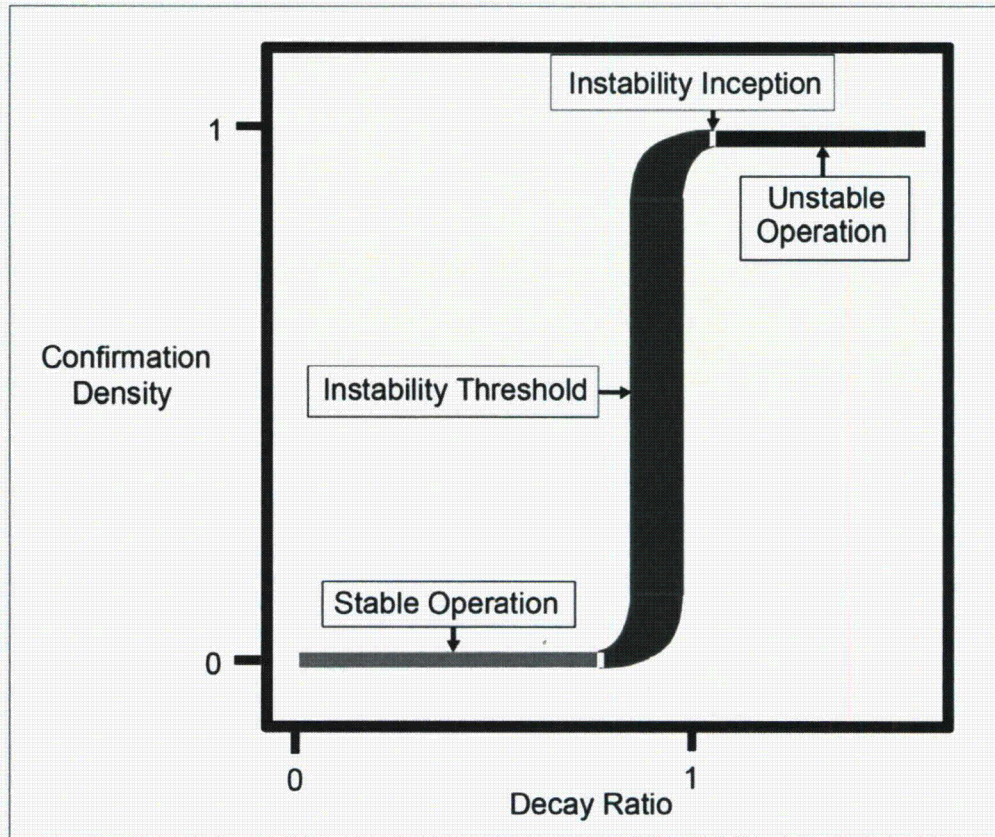 Instability Inception
1
Unstable
Operation
Confirmation
Density
Instability Threshold
Stable Operation
0
0
1
Decay Ratio